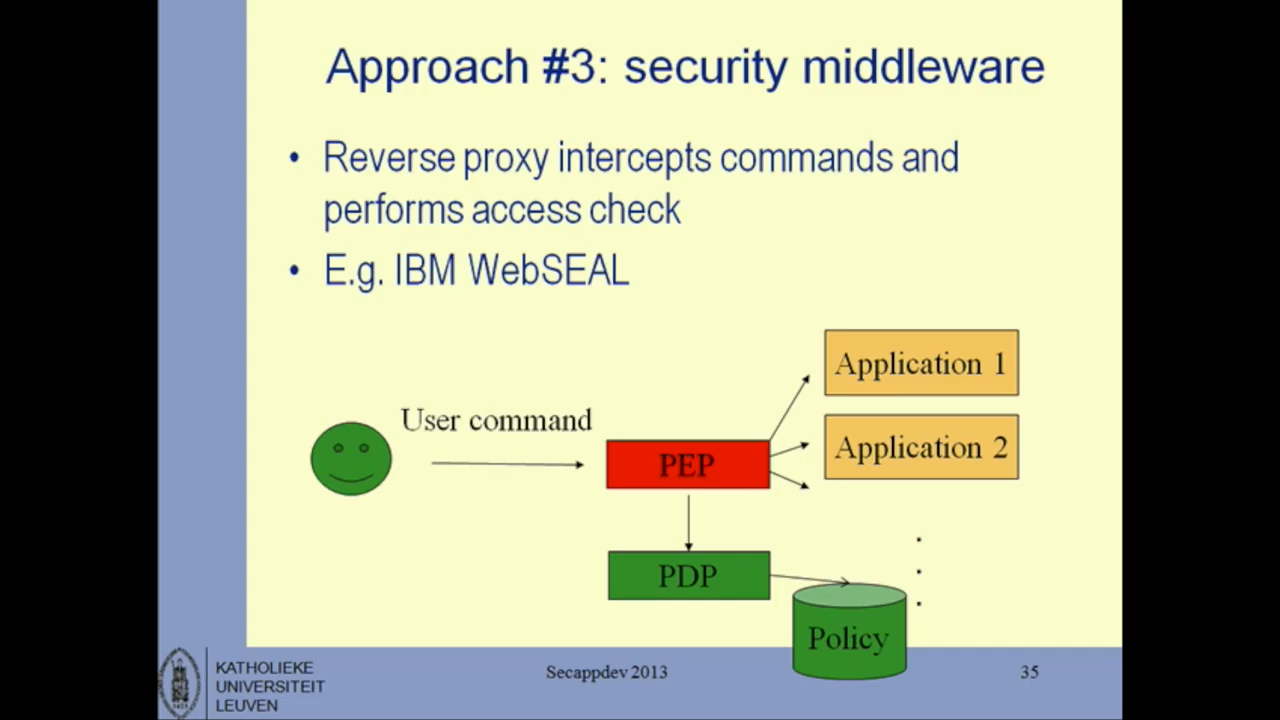 Approach #3: security middleware
• Reverse proxy intercepts commands and
performs access check
• E.g. IBM WebSEAL
User command
PEP
Application 1
Application 2
.
.
.
PDP
Policy
KATHOLIEKE
UNIVERSITEIT
LEUVEN
Secappdev 2013
35